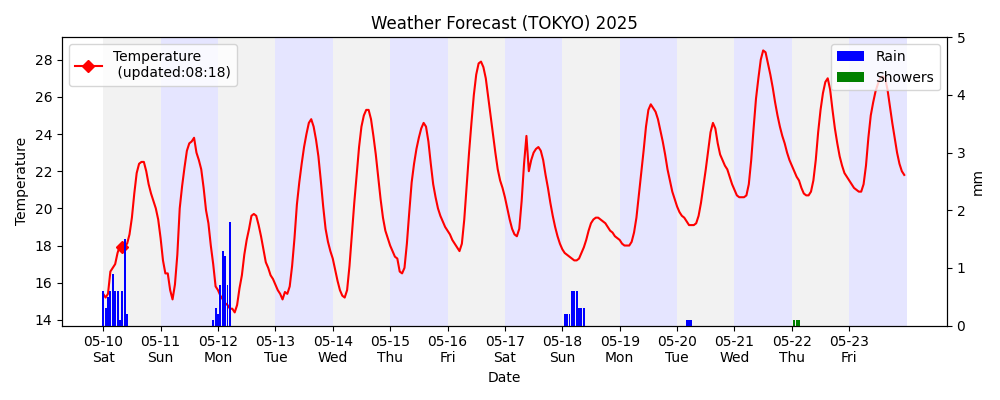 Weather Forecast (TOKYO) 2025
Temperature
(updated:08:18)
Rain
Showers
Temperature
28
26
24
22
20
18
16
14
5
4
3
2
1
0
mm
05-10 05-11 05-12 05-13 05-14 05-15 05-16 05-17 05-18 05-19 05-20 05-21 05-22 05-23
Sat Sun Mon Tue Wed Thu Fri Sat Sun Mon Tue Wed Thu Fri
Date